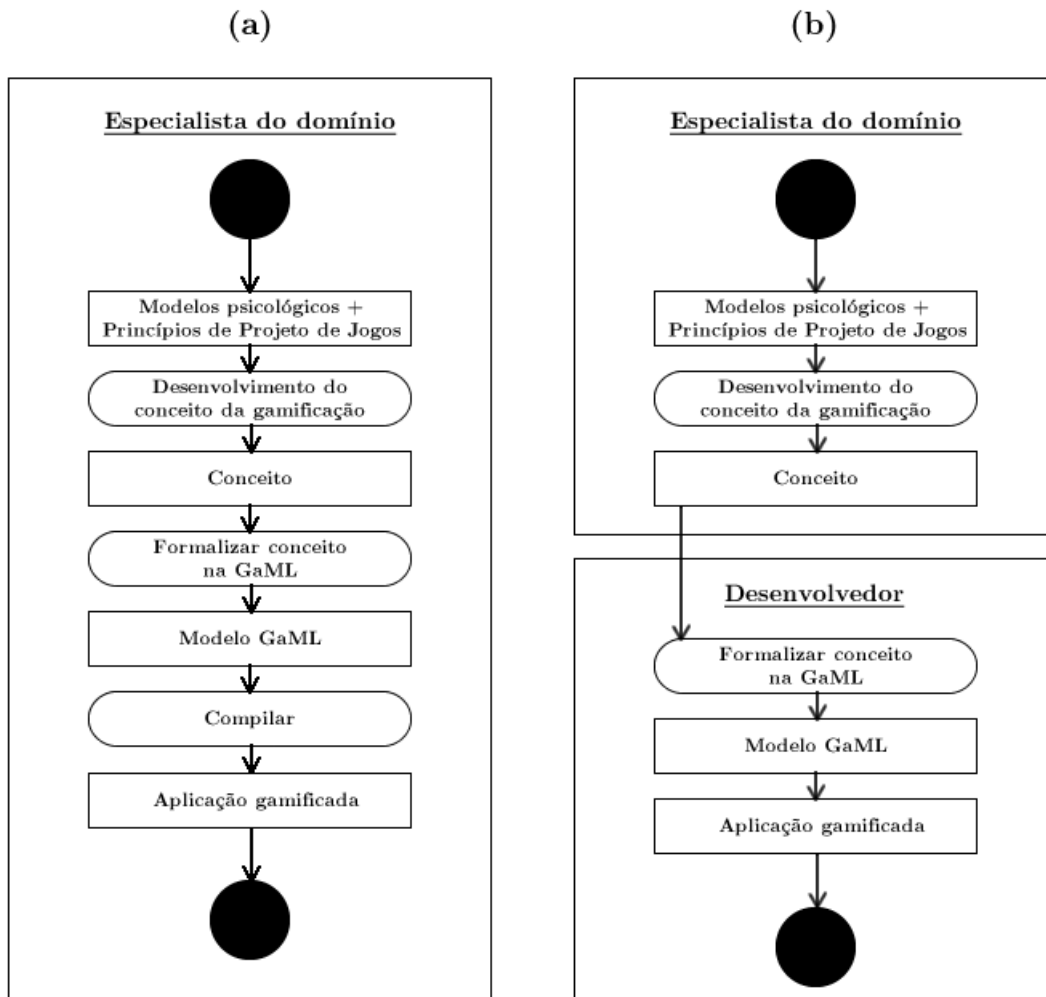 (a)
Especialista do domínio
Modelos psicológicos +
Princípios de Projeto de Jogos
Desenvolvimento do
conceito da gamificação
Conceito
Formalizar conceito
na GaML
Modelo GaML
Compilar
Aplicação gamificada
(b)
Especialista do domínio
Modelos psicológicos +
Princípios de Projeto de Jogos
Desenvolvimento do
conceito da gamificação
Conceito
Desenvolvedor
Formalizar conceito
na GaML
Modelo GaML
Aplicação gamificada